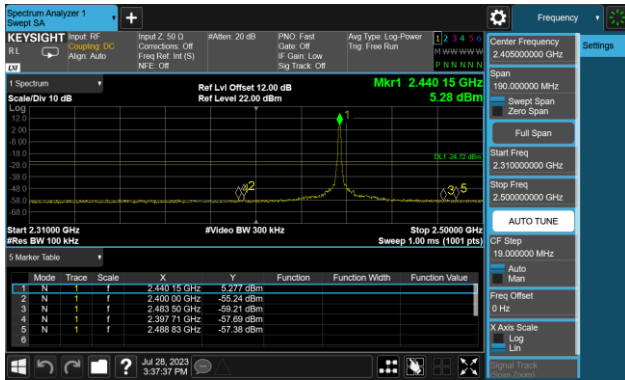 Spectrum Analyzer 1
Swept SA
Frequency
KEYSIGHT
RL
LXI
Input: RF
Coupling: DC
Align: Auto
Input Z: 50 Ω
Corrections: Off
Freq Ref: Int (S)
NFE: Off
#Atten: 20 dB
PNO: Fast
Gate: Off
IF Gain: Low
Sig Track: Off
Avg Type: Log-Power
Trig: Free Run
1 2 3 4 5 6
M W W W W W
P N N N N N
1 Spectrum
Scale/Div 10 dB
Ref Lvl Offset 12.00 dB
Ref Level 22.00 dBm
Mkr1 2.440 15 GHz
5.28 dBm
Log
12.0
2.00
-8.00
-18.0
-28.0
-38.0
-48.0
-58.0
-68.0
1
DL1 -24.72 dBm
2
3
5
Start 2.31000 GHz
#Res BW 100 kHz
#Video BW 300 kHz
Stop 2.50000 GHz
Sweep 1.00 ms (1001 pts)
5 Marker Table
Mode Trace Scale X Y Function Function Width Function Value
1 N 1 f 2.440 15 GHz 5.277 dBm
2 N 1 f 2.400 00 GHz -55.24 dBm
3 N 1 f 2.483 50 GHz -59.21 dBm
4 N 1 f 2.397 71 GHz -57.69 dBm
5 N 1 f 2.488 83 GHz -57.38 dBm
6
Jul 28, 2023
3:37:37 PM
Center Frequency
2.405000000 GHz
Settings
Span
190.000000 MHz
Swept Span
Zero Span
Full Span
Start Freq
2.310000000 GHz
Stop Freq
2.500000000 GHz
AUTO TUNE
CF Step
19.000000 MHz
Auto
Man
Freq Offset
0 Hz
X Axis Scale
Log
Lin
Signal Track
(Span Zoom)